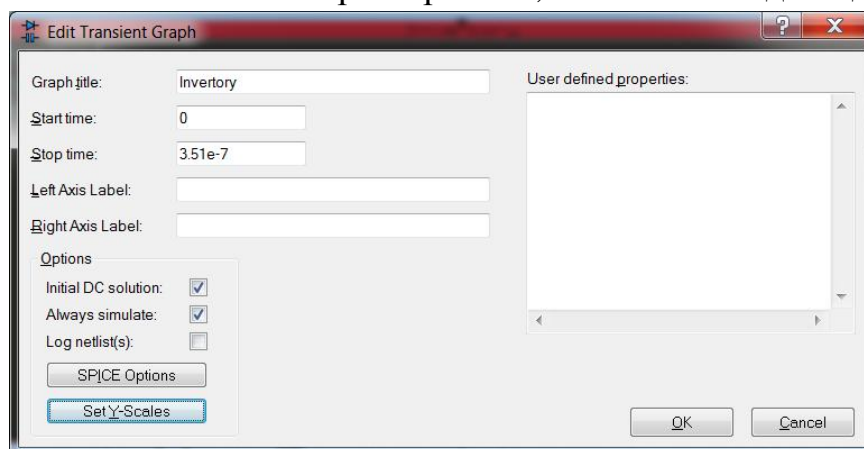 Edit Transient Graph
Graph title: Invertory
Start time: 0
Stop time: 3.51e-7
Left Axis Label:
Right Axis Label:
Options
Initial DC solution:
Always simulate:
Log netlist(s):
SPICE Options
Set Y-Scales
User defined properties:
OK
Cancel